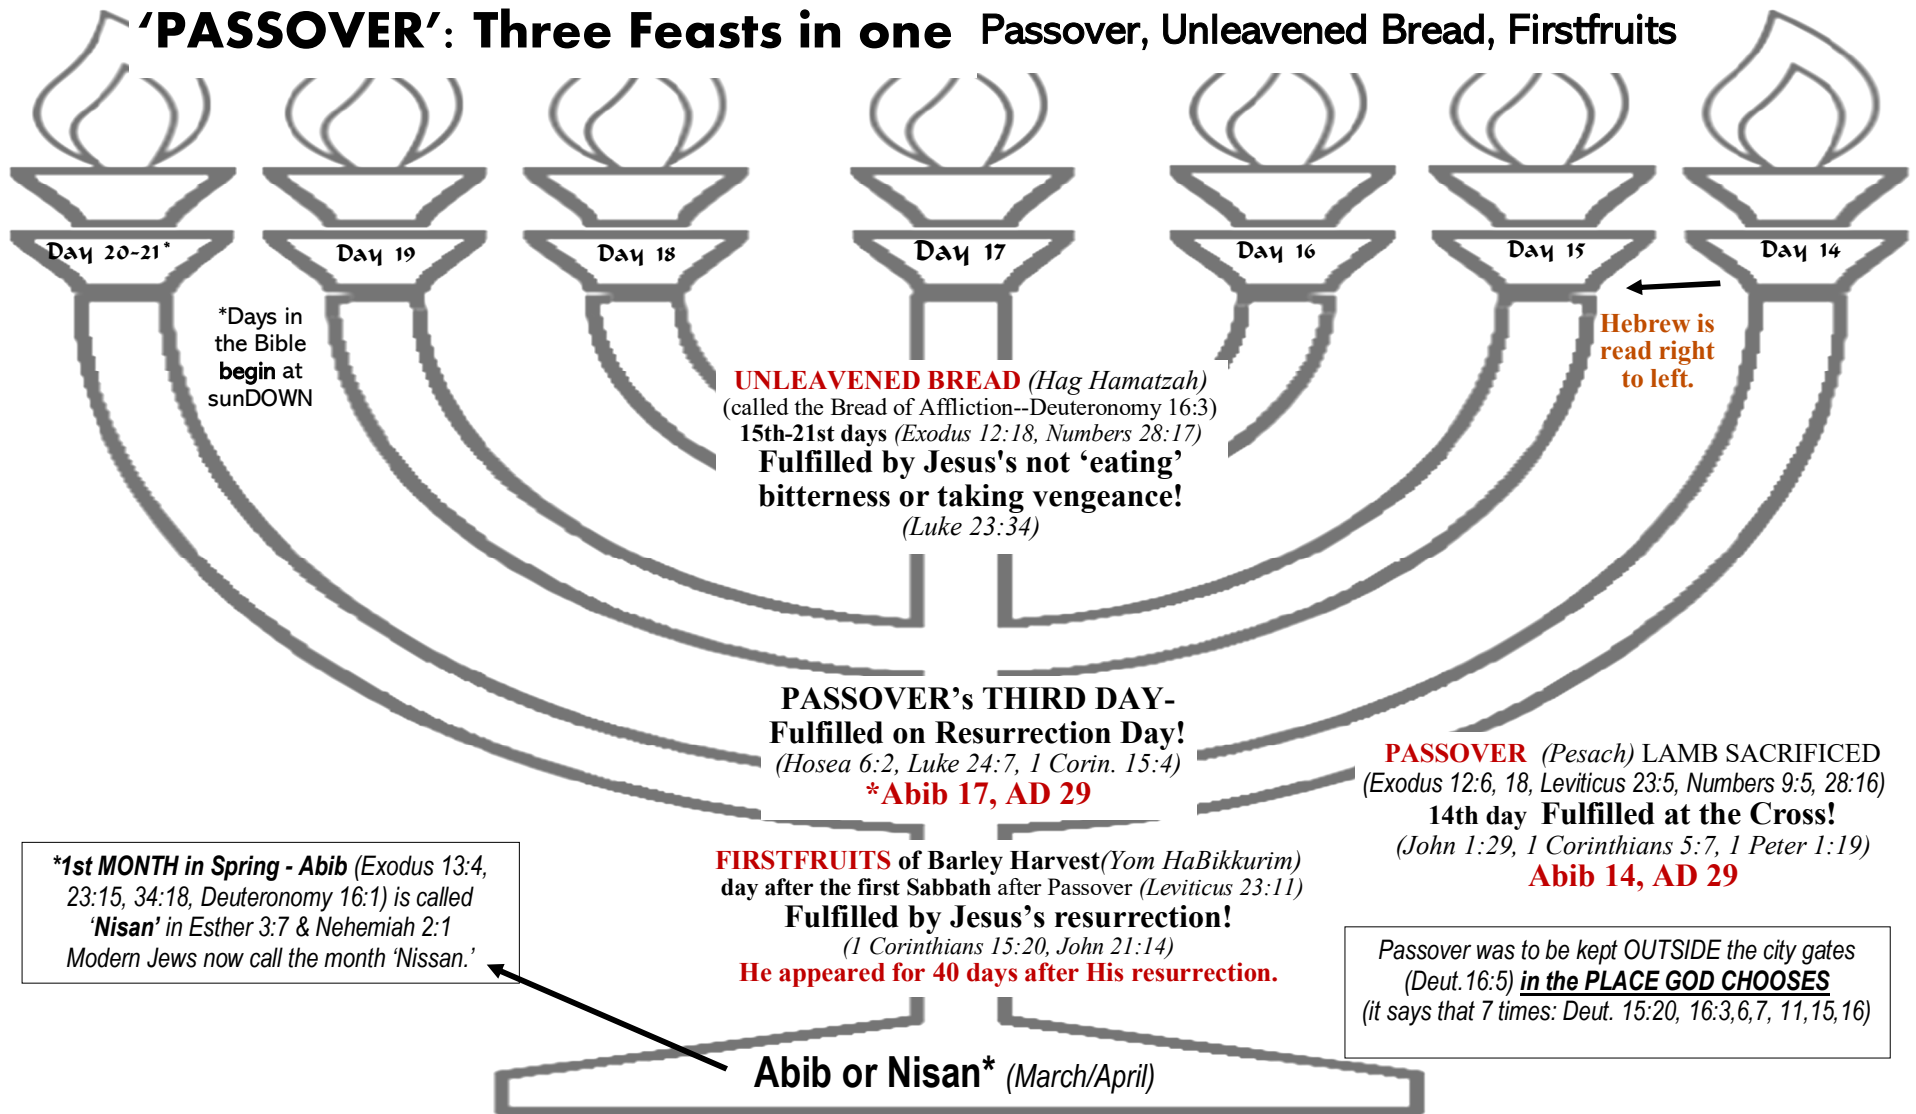 ‘PASSOVER’: Three Feasts in one Passover, Unleavened Bread, Firstfruits
Day 20-21*
Day 19
Day 18
Day 17
Day 16
Day 15
Day 14
*Days in
the Bible
begin at
sunDOWN
Hebrew is
read right
to left.
UNLEAVENED BREAD (Hag Hamatzah)
(called the Bread of Affliction--Deuteronomy 16:3)
15th-21st days (Exodus 12:18, Numbers 28:17)
Fulfilled by Jesus's not ‘eating’
bitterness or taking vengeance!
(Luke 23:34)
PASSOVER’s THIRD DAY-
Fulfilled on Resurrection Day!
(Hosea 6:2, Luke 24:7, 1 Corin. 15:4)
*Abib 17, AD 29
PASSOVER (Pesach) LAMB SACRIFICED
(Exodus 12:6, 18, Leviticus 23:5, Numbers 9:5, 28:16)
14th day Fulfilled at the Cross!
(John 1:29, 1 Corinthians 5:7, 1 Peter 1:19)
Abib 14, AD 29
*1st MONTH in Spring - Abib (Exodus 13:4,
23:15, 34:18, Deuteronomy 16:1) is called
‘Nisan’ in Esther 3:7 & Nehemiah 2:1
Modern Jews now call the month ‘Nissan.’
FIRSTFRUITS of Barley Harvest(Yom HaBikkurim)
day after the first Sabbath after Passover (Leviticus 23:11)
Fulfilled by Jesus’s resurrection!
(1 Corinthians 15:20, John 21:14)
He appeared for 40 days after His resurrection.
Passover was to be kept OUTSIDE the city gates
(Deut.16:5) in the PLACE GOD CHOOSES
(it says that 7 times: Deut. 15:20, 16:3,6,7, 11,15,16)
Abib or Nisan* (March/April)